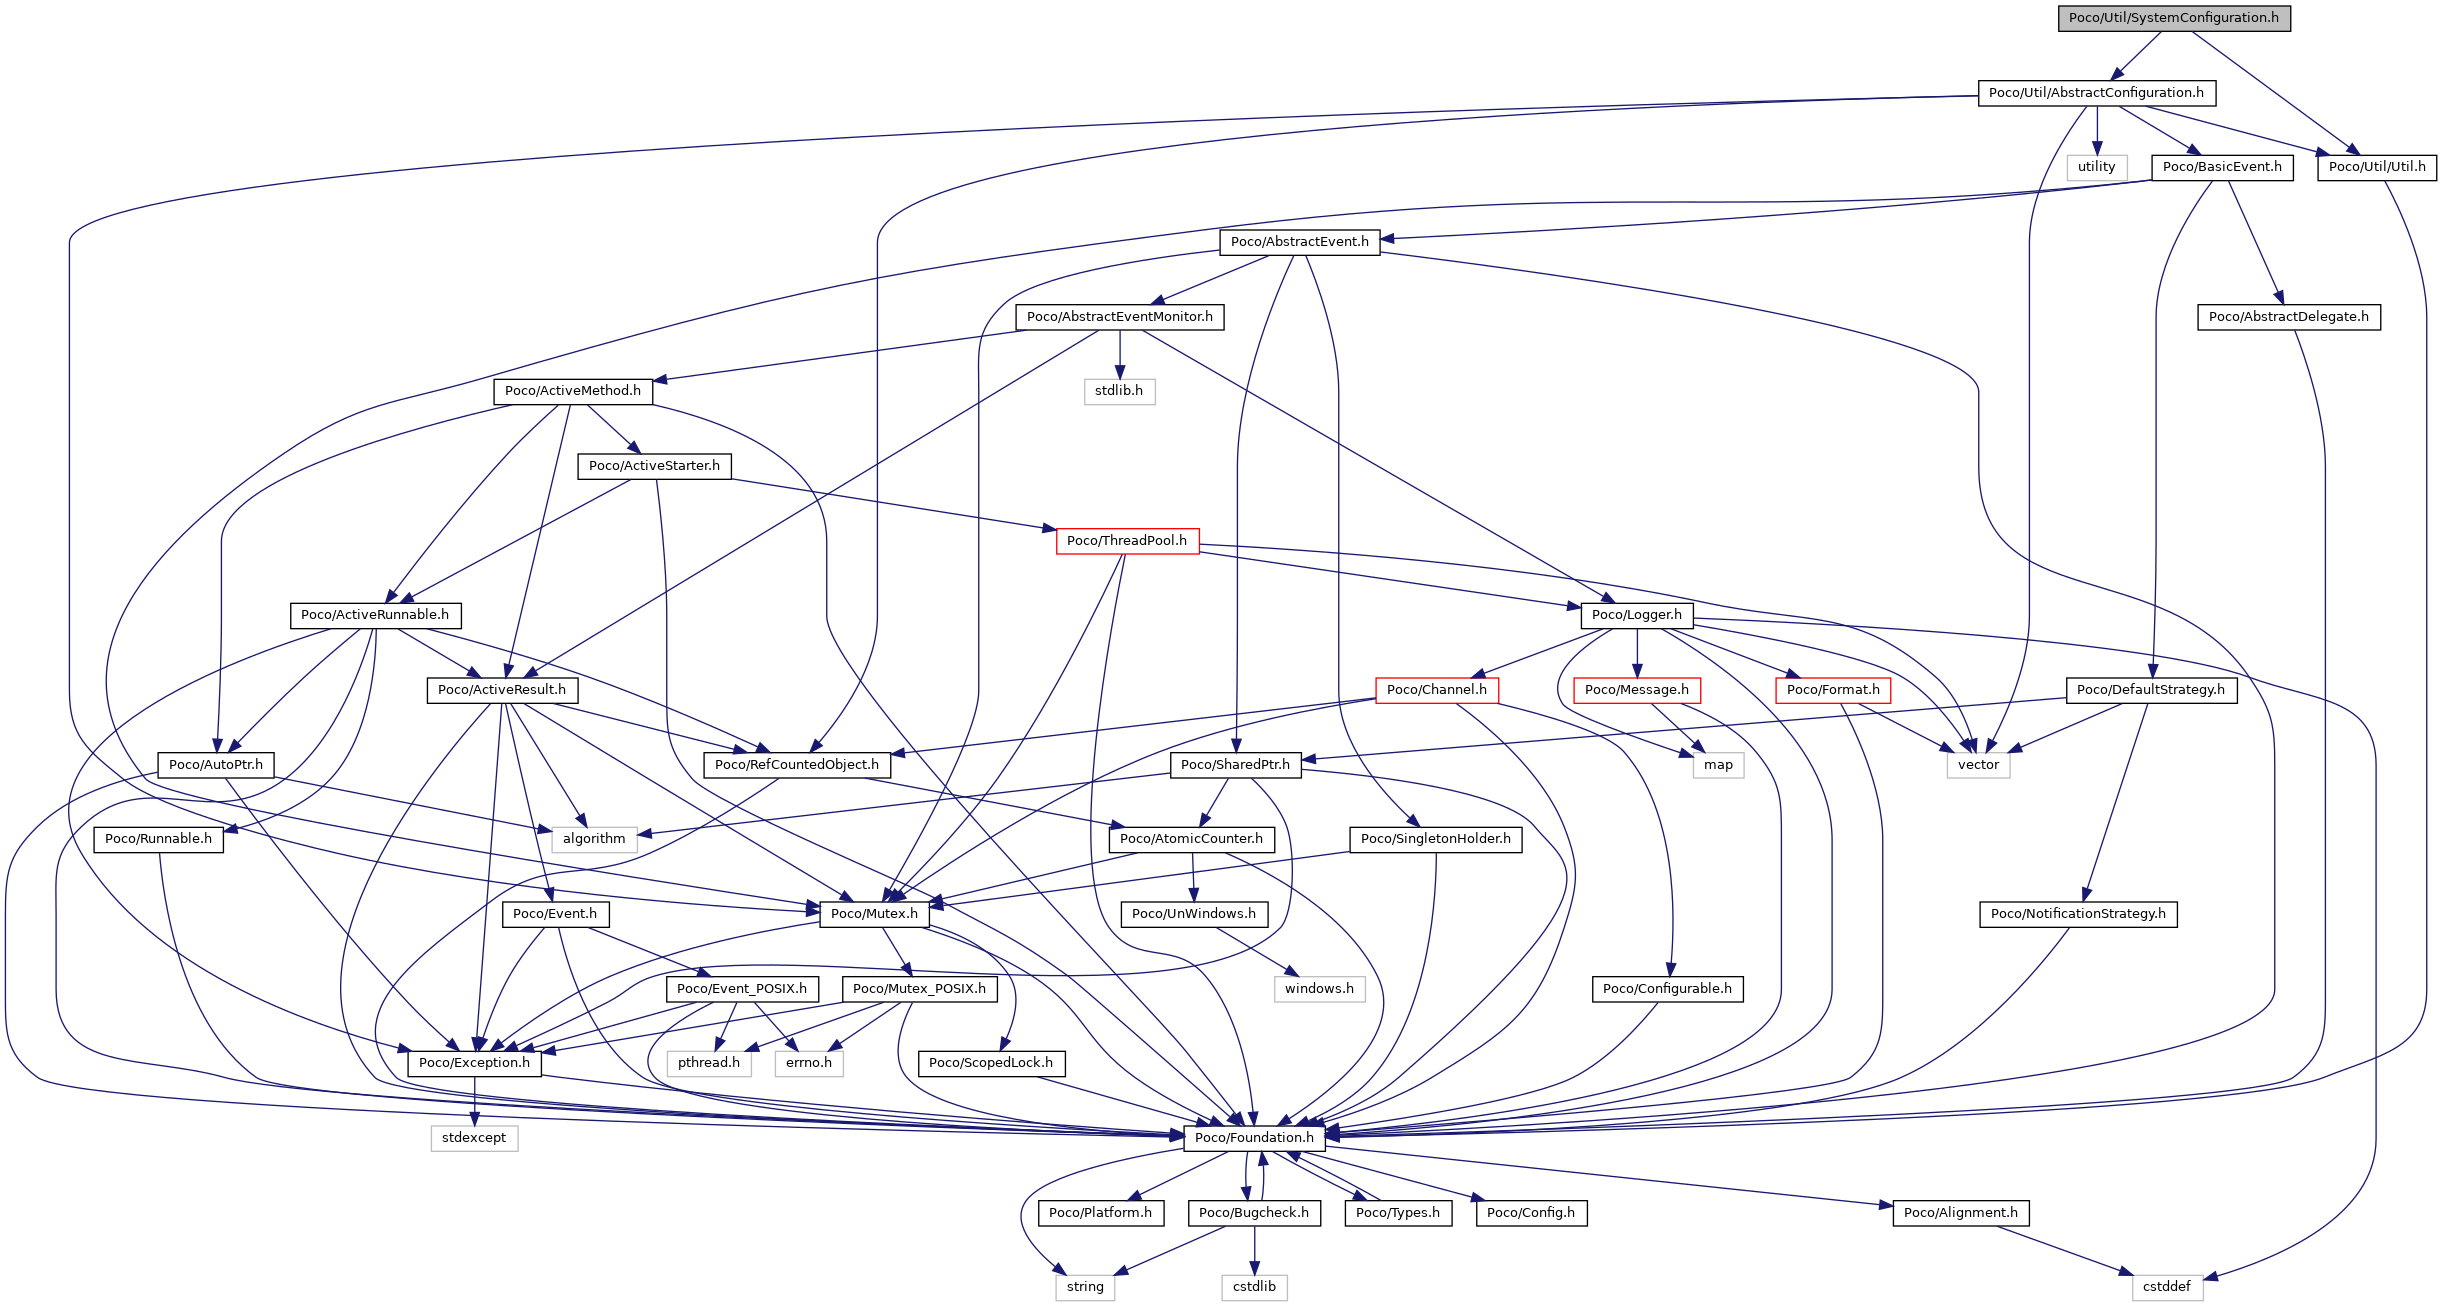 Poco/Util/SystemConfiguration.h
Poco/Util/AbstractConfiguration.h
utility
Poco/BasicEvent.h
Poco/Util/Util.h
Poco/AbstractEvent.h
Poco/AbstractEventMonitor.h
Poco/AbstractDelegate.h
Poco/ActiveMethod.h
stdlib.h
Poco/ActiveStarter.h
Poco/ThreadPool.h
Poco/ActiveRunnable.h
Poco/Logger.h
Poco/ActiveResult.h
Poco/Channel.h
Poco/Message.h
Poco/Format.h
Poco/DefaultStrategy.h
Poco/AutoPtr.h
Poco/RefCountedObject.h
Poco/SharedPtr.h
map
vector
Poco/Runnable.h
algorithm
Poco/AtomicCounter.h
Poco/SingletonHolder.h
Poco/Event.h
Poco/Mutex.h
Poco/UnWindows.h
Poco/NotificationStrategy.h
Poco/Event_POSIX.h
Poco/Mutex_POSIX.h
windows.h
Poco/Configurable.h
Poco/Exception.h
pthread.h
errno.h
Poco/ScopedLock.h
stdexcept
Poco/Foundation.h
Poco/Platform.h
Poco/Bugcheck.h
Poco/Types.h
Poco/Config.h
Poco/Alignment.h
string
cstdlib
cstddef